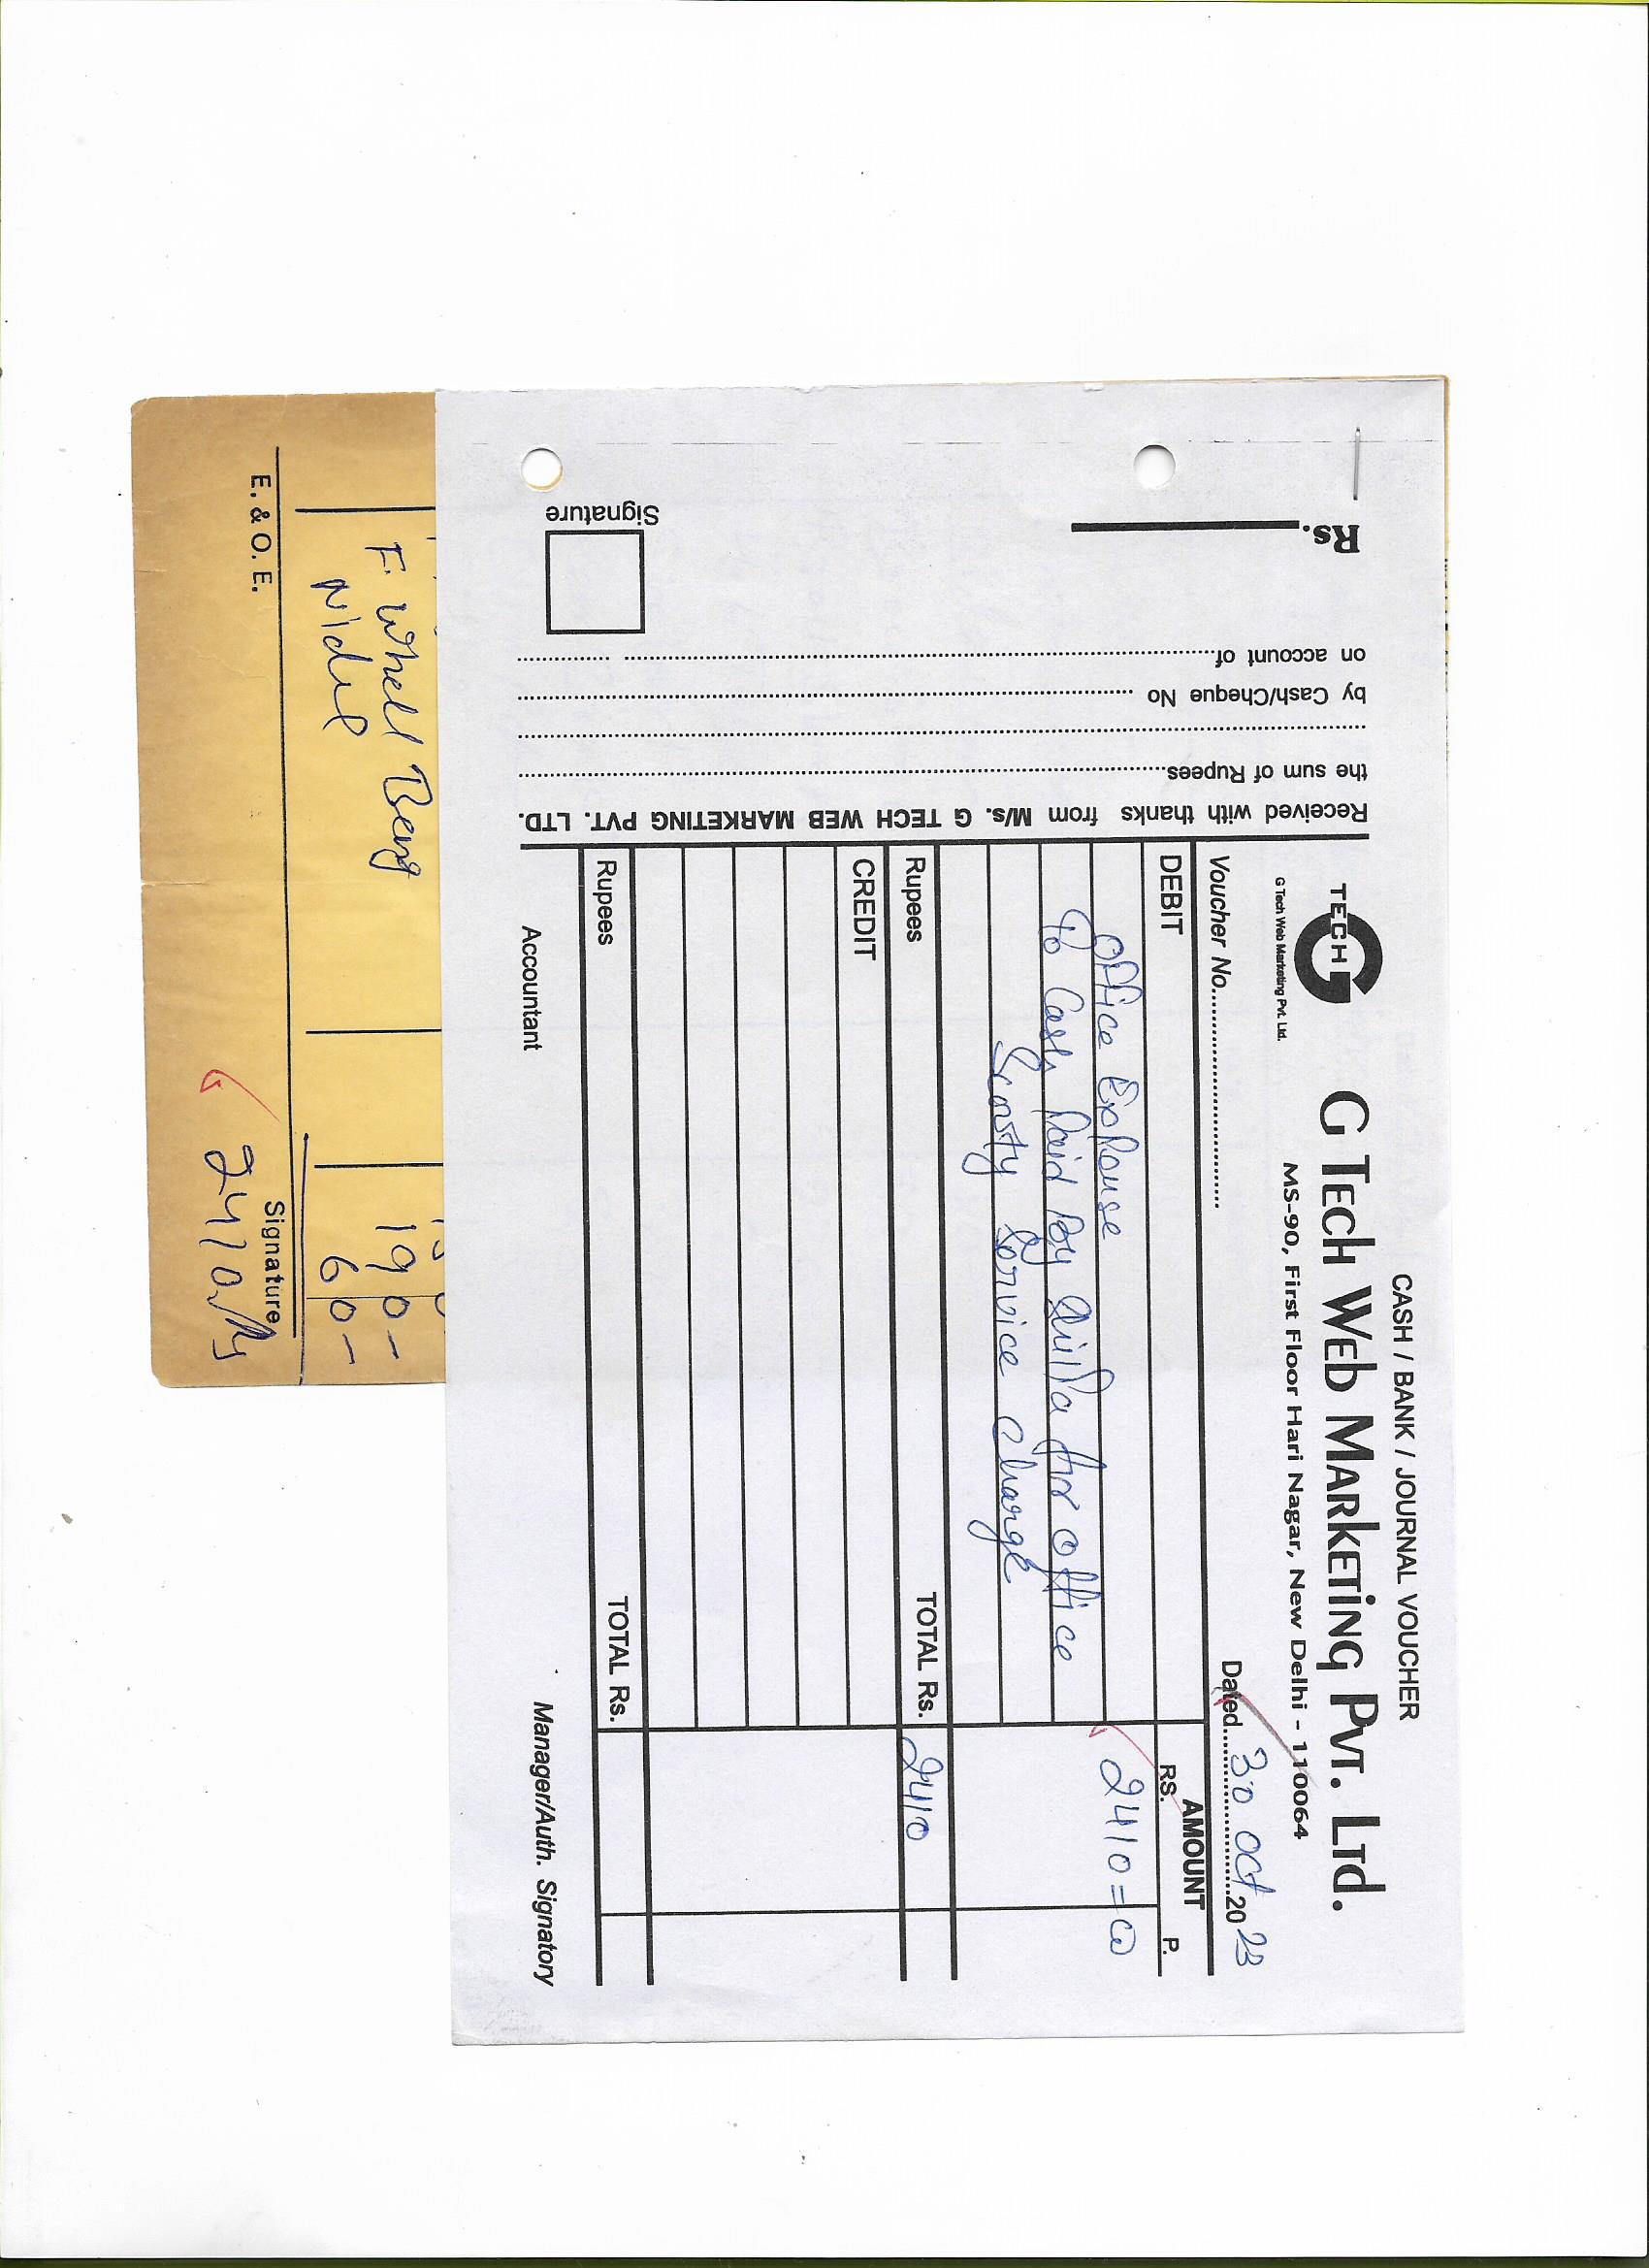 CASH / BANK / JOURNAL VOUCHER
TECH
G Tech Web Marketing Pvt. Ltd.
G Tech Web Marketing Pvt. Ltd.
MS-90, First Floor Hari Nagar, New Delhi - 110064
Voucher No. Dated 30 Oct 2023
DEBIT AMOUNT
RS. P.
Office Expense 2410=00
To Cash Paid By for office
Service Charge
Rupees TOTAL Rs. 2410
CREDIT
Rupees TOTAL Rs.
Accountant Manager/Auth. Signatory
Received with thanks from M/s. G TECH WEB MARKETING PVT. LTD.
the sum of Rupees
by Cash/Cheque No
on account of
Rs.
Signature
F. Whell 190-
60-
E. & O. E. Signature
2410